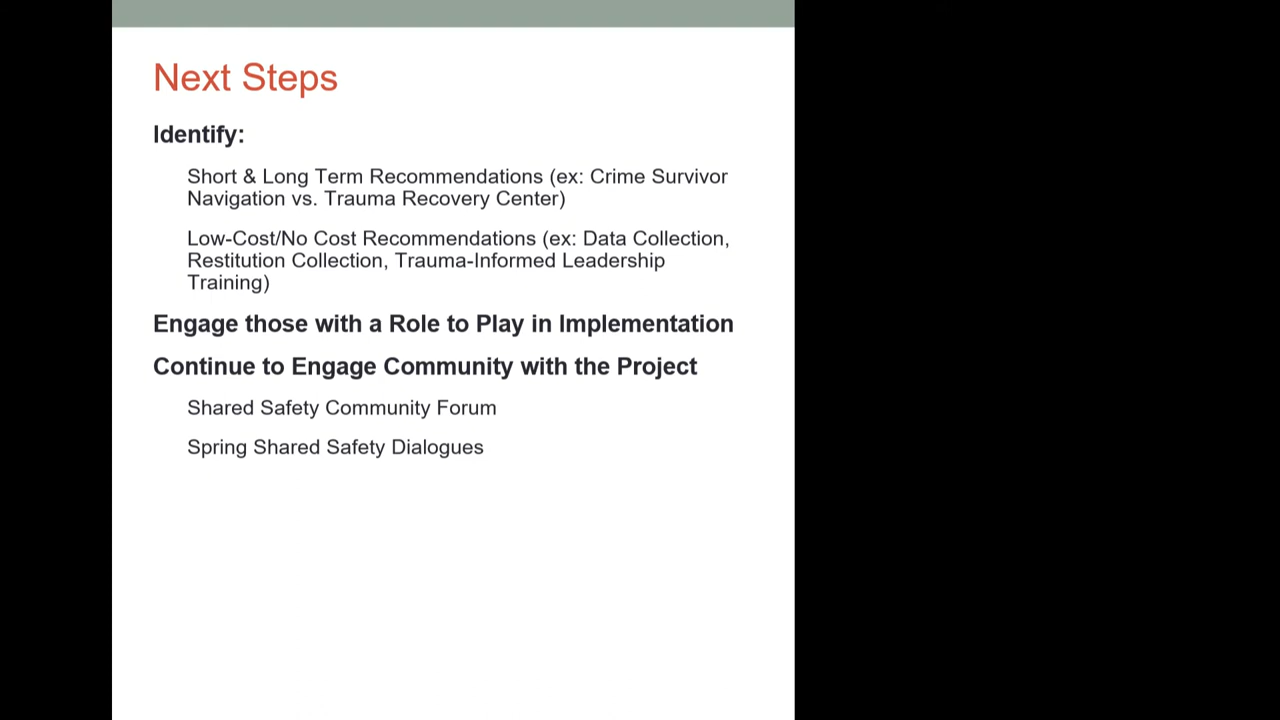 Next Steps
Identify:
Short & Long Term Recommendations (ex: Crime Survivor
Navigation vs. Trauma Recovery Center)
Low-Cost/No Cost Recommendations (ex: Data Collection,
Restitution Collection, Trauma-Informed Leadership
Training)
Engage those with a Role to Play in Implementation
Continue to Engage Community with the Project
Shared Safety Community Forum
Spring Shared Safety Dialogues